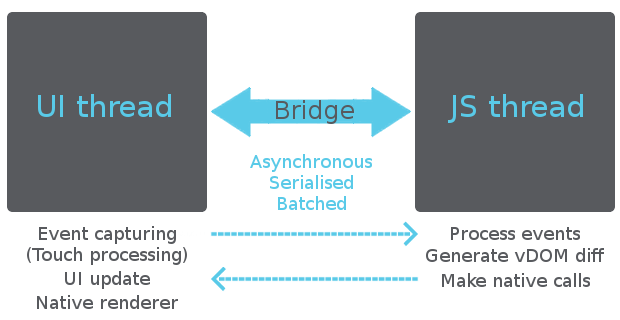 UI thread
Bridge
JS thread
Asynchronous
Serialised
Batched
Event capturing
(Touch processing)
UI update
Native renderer
Process events
Generate vDOM diff
Make native calls